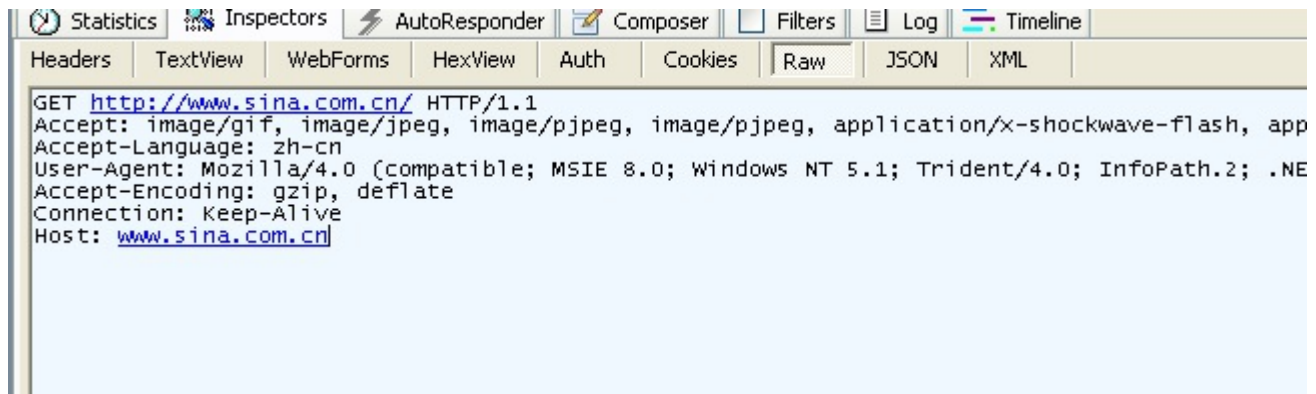 Statistics Inspectors AutoResponder Composer Filters Log Timeline
Headers TextView WebForms HexView Auth Cookies Raw JSON XML
GET http://www.sina.com.cn/ HTTP/1.1
Accept: image/gif, image/jpeg, image/pjpeg, image/pjpeg, application/x-shockwave-flash, app
Accept-Language: zh-cn
User-Agent: Mozilla/4.0 (compatible; MSIE 8.0; Windows NT 5.1; Trident/4.0; InfoPath.2; .NE
Accept-Encoding: gzip, deflate
Connection: Keep-Alive
Host: www.sina.com.cn